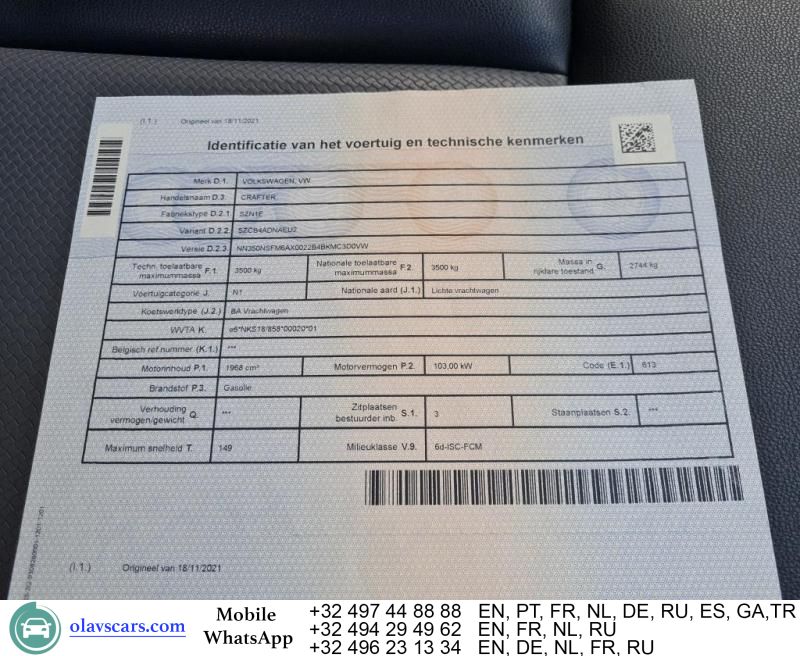 (I.1.) Origineel van 18/11/2021
Identificatie van het voertuig en technische kenmerken
Merk D.1. VOLKSWAGEN, VW
Handelsnaam D.3. CRAFTER
Fabriekstype D.2.1 SZN1E
Variant D.2.2 SZCB4ADNAEU2
Versie D.2.3 NN350NSFM6AX0022B4BKMC3D0VW
Techn. toelaatbare maximummassa F.1. 3500 kg Nationale toelaatbare maximummassa F.2. 3500 kg Massa in rijklare toestand G. 2744 kg
Voertuigcategorie J. N1 Nationale aard (J.1.) Lichte vrachtwagen
Koetswerktype (J.2.) BA Vrachtwagen
WVTA K. e6*NKS18/858*00020*01
Belgisch ref.nummer (K.1.) ***
Motorinhoud P.1. 1968 cm³ Motorvermogen P.2. 103,00 kW Code (E.1.) 613
Brandstof P.3. Gasolie
Verhouding vermogen/gewicht Q. *** Zitplaatsen bestuurder inb. S.1. 3 Staanplaatsen S.2. ***
Maximum snelheid T. 149 Milieuklasse V.9. 6d-ISC-FCM
(I.1.) Origineel van 18/11/2021
olavscars.com
Mobile
WhatsApp
+32 497 44 88 88 EN, PT, FR, NL, DE, RU, ES, GA,TR
+32 494 29 49 62 EN, FR, NL, RU
+32 496 23 13 34 EN, DE, NL, FR, RU